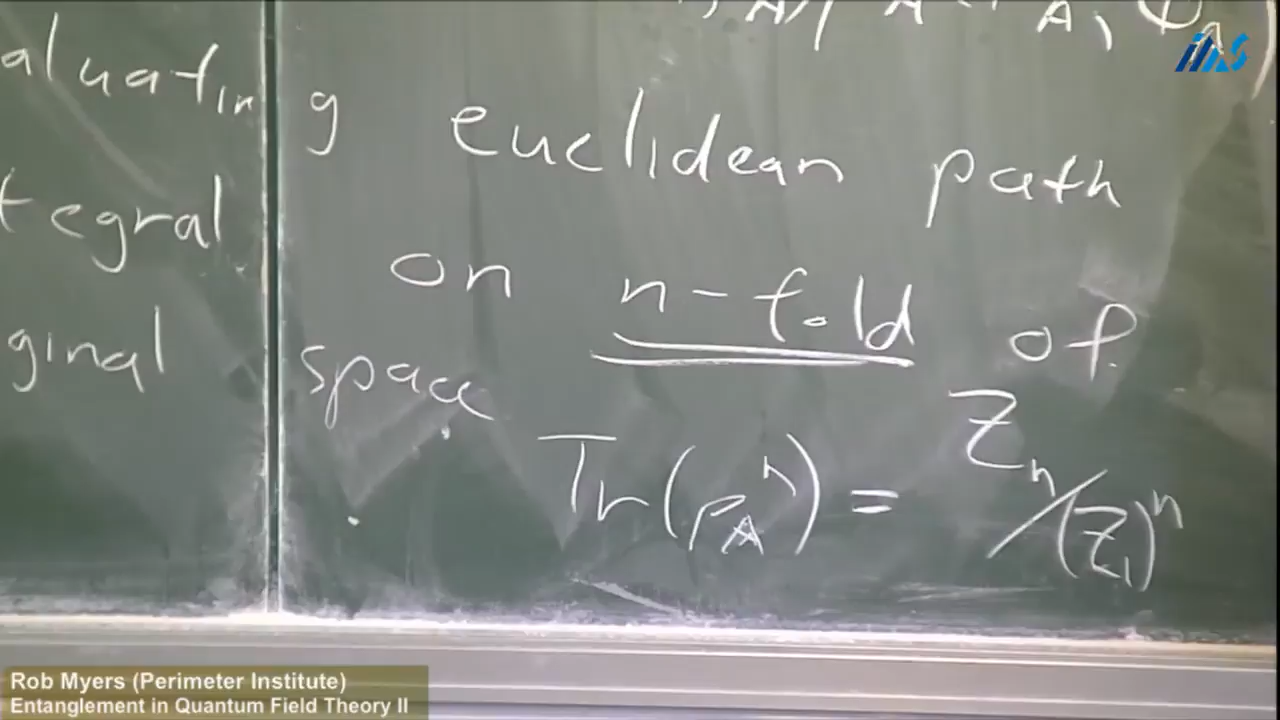 aluating euclidean path
tegral on n-fold of
ginal space
Tr(ρ_A^n) = Z_n/(Z_1)^n
Rob Myers (Perimeter Institute)
Entanglement in Quantum Field Theory II